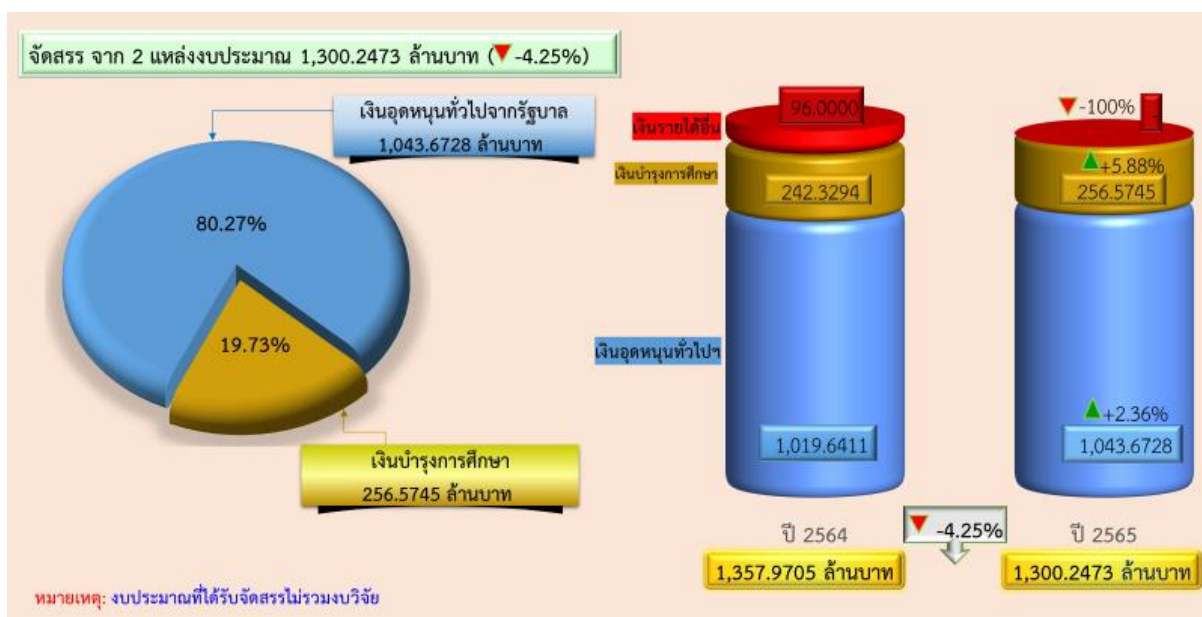 จัดสรร จาก 2 แหล่งงบประมาณ 1,300.2473 ล้านบาท (▼ -4.25%)
เงินอุดหนุนทั่วไปจากรัฐบาล
1,043.6728 ล้านบาท
80.27%
19.73%
เงินบำรุงการศึกษา
256.5745 ล้านบาท
เงินรายได้อื่น
96.0000
▼-100%
เงินบำรุงการศึกษา
242.3294
▲+5.88%
256.5745
เงินอุดหนุนทั่วไปฯ
1,019.6411
▲+2.36%
1,043.6728
ปี 2564
▼ -4.25%
ปี 2565
1,357.9705 ล้านบาท
1,300.2473 ล้านบาท
หมายเหตุ: งบประมาณที่ได้รับจัดสรรไม่รวมงบวิจัย